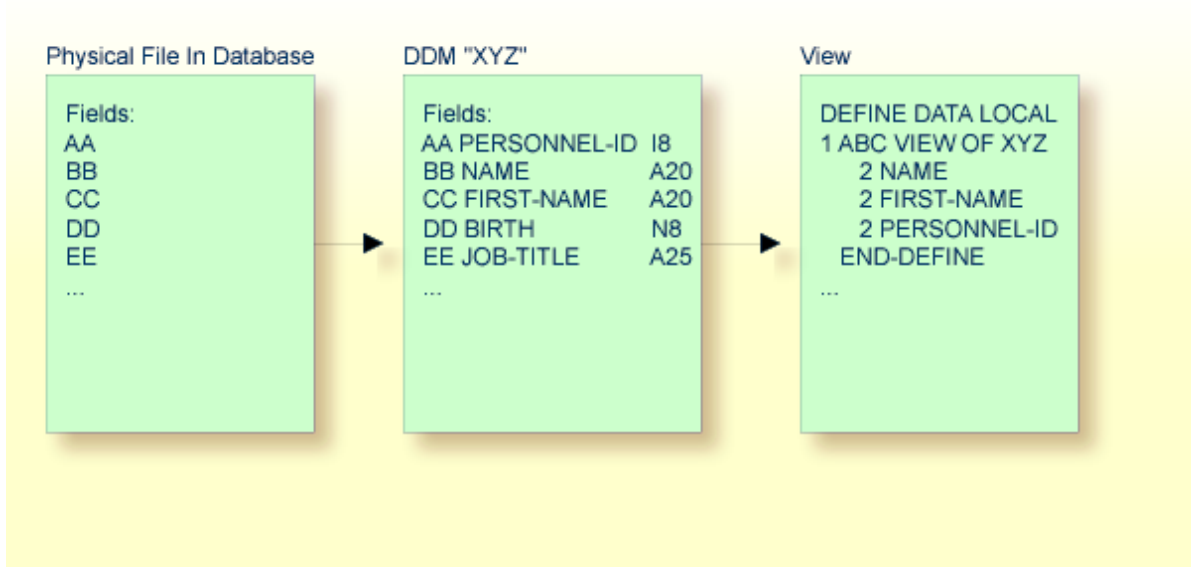 Physical File In Database
Fields:
AA
BB
CC
DD
EE
...
DDM "XYZ"
Fields:
AA PERSONNEL-ID I8
BB NAME A20
CC FIRST-NAME A20
DD BIRTH N8
EE JOB-TITLE A25
...
View
DEFINE DATA LOCAL
1 ABC VIEW OF XYZ
2 NAME
2 FIRST-NAME
2 PERSONNEL-ID
END-DEFINE
...